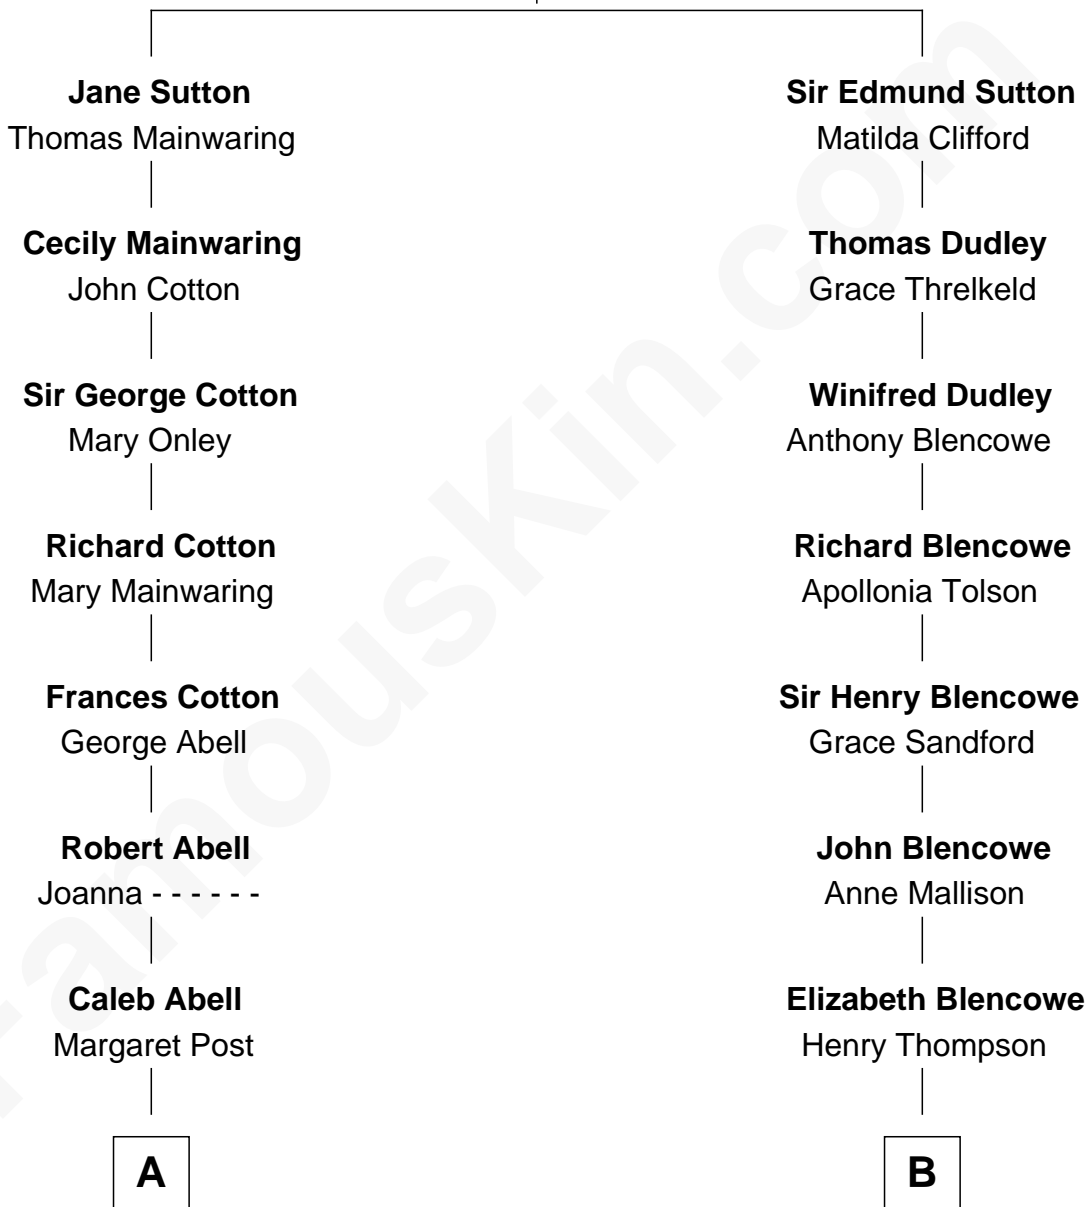 Jane Sutton
Thomas Mainwaring
Cecily Mainwaring
John Cotton
Sir George Cotton
Mary Onley
Richard Cotton
Mary Mainwaring
Frances Cotton
George Abell
Robert Abell
Joanna - - - - - -
Caleb Abell
Margaret Post
A
Sir Edmund Sutton
Matilda Clifford
Thomas Dudley
Grace Threlkeld
Winifred Dudley
Anthony Blencowe
Richard Blencowe
Apollonia Tolson
Sir Henry Blencowe
Grace Sandford
John Blencowe
Anne Mallison
Elizabeth Blencowe
Henry Thompson
B
FamousKin.com